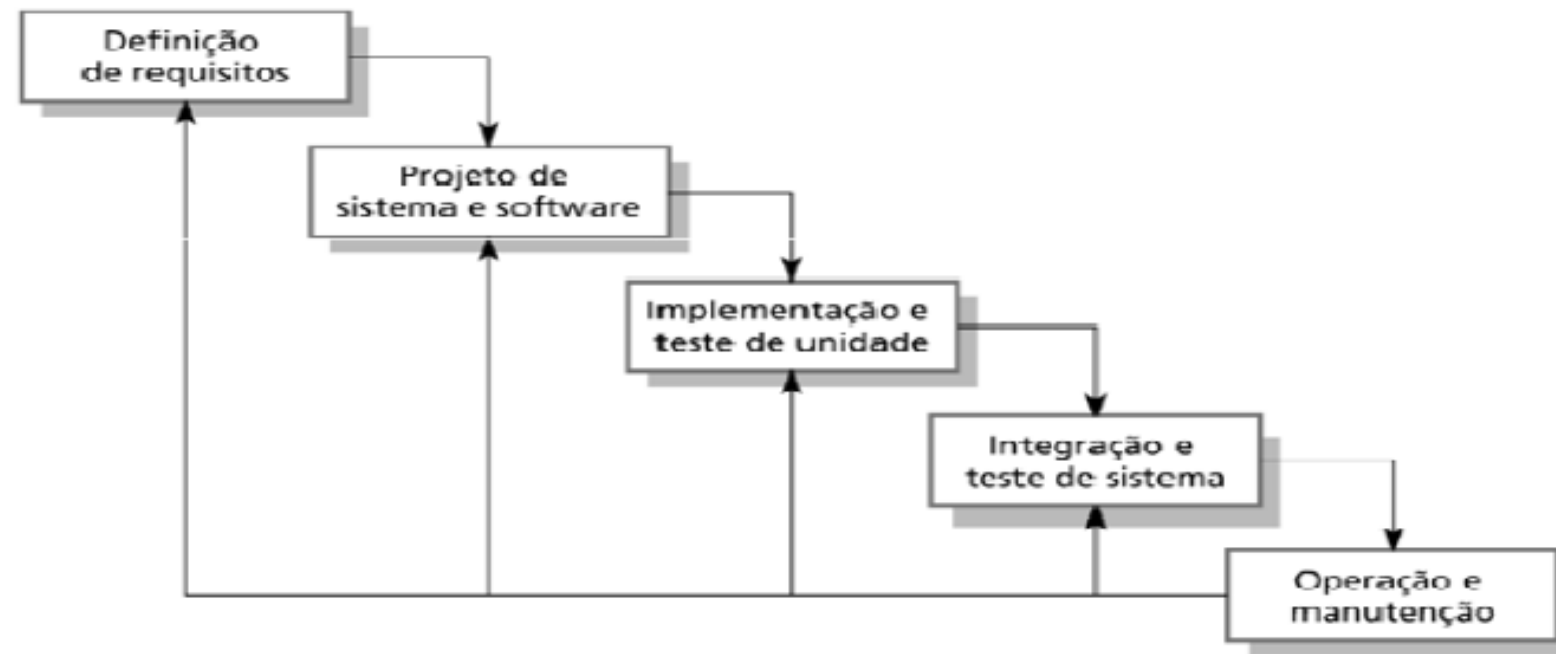 Definição
de requisitos
Projeto de
sistema e software
Implementação e
teste de unidade
Integração e
teste de sistema
Operação e
manutenção